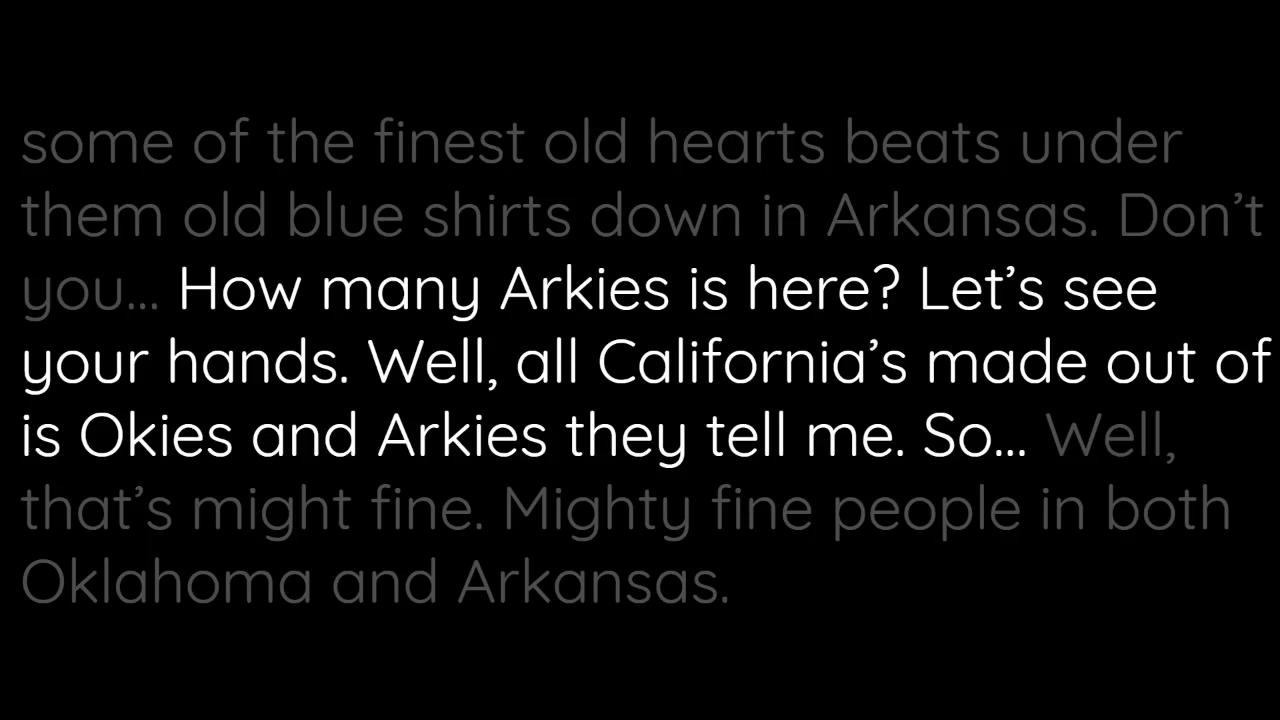 some of the finest old hearts beats under
them old blue shirts down in Arkansas. Don’t
you... How many Arkies is here? Let’s see
your hands. Well, all California’s made out of
is Okies and Arkies they tell me. So... Well,
that’s might fine. Mighty fine people in both
Oklahoma and Arkansas.